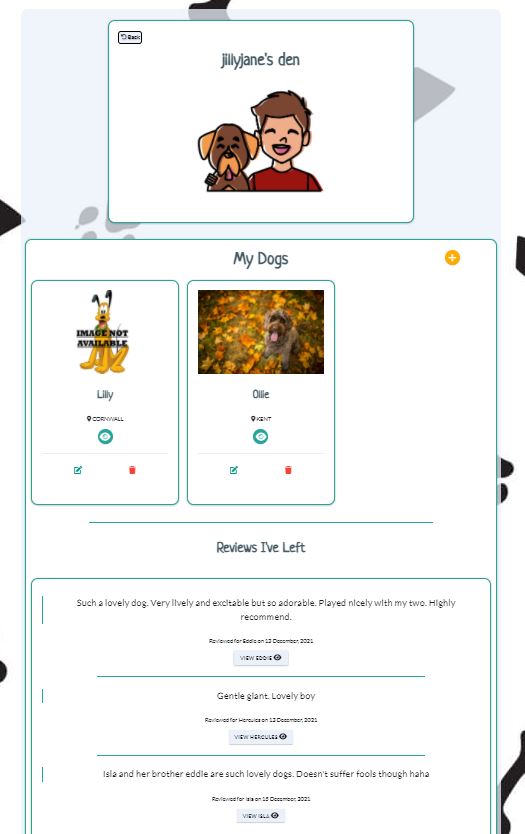 Back
jillyjane's den
My Dogs
IMAGE NOT
AVAILABLE
Lilly
CORNWALL
Ollie
KENT
Reviews I've Left
Such a lovely dog. Very lively and excitable but so adorable. Played nicely with my two. Highly
recommend.
Reviewed for Eddie on 13 December, 2021
VIEW EDDIE
Gentle giant. Lovely boy
Reviewed for Hercules on 13 December, 2021
VIEW HERCULES
Isla and her brother eddie are such lovely dogs. Doesn't suffer fools though haha
Reviewed for Isla on 15 December, 2021
VIEW ISLA